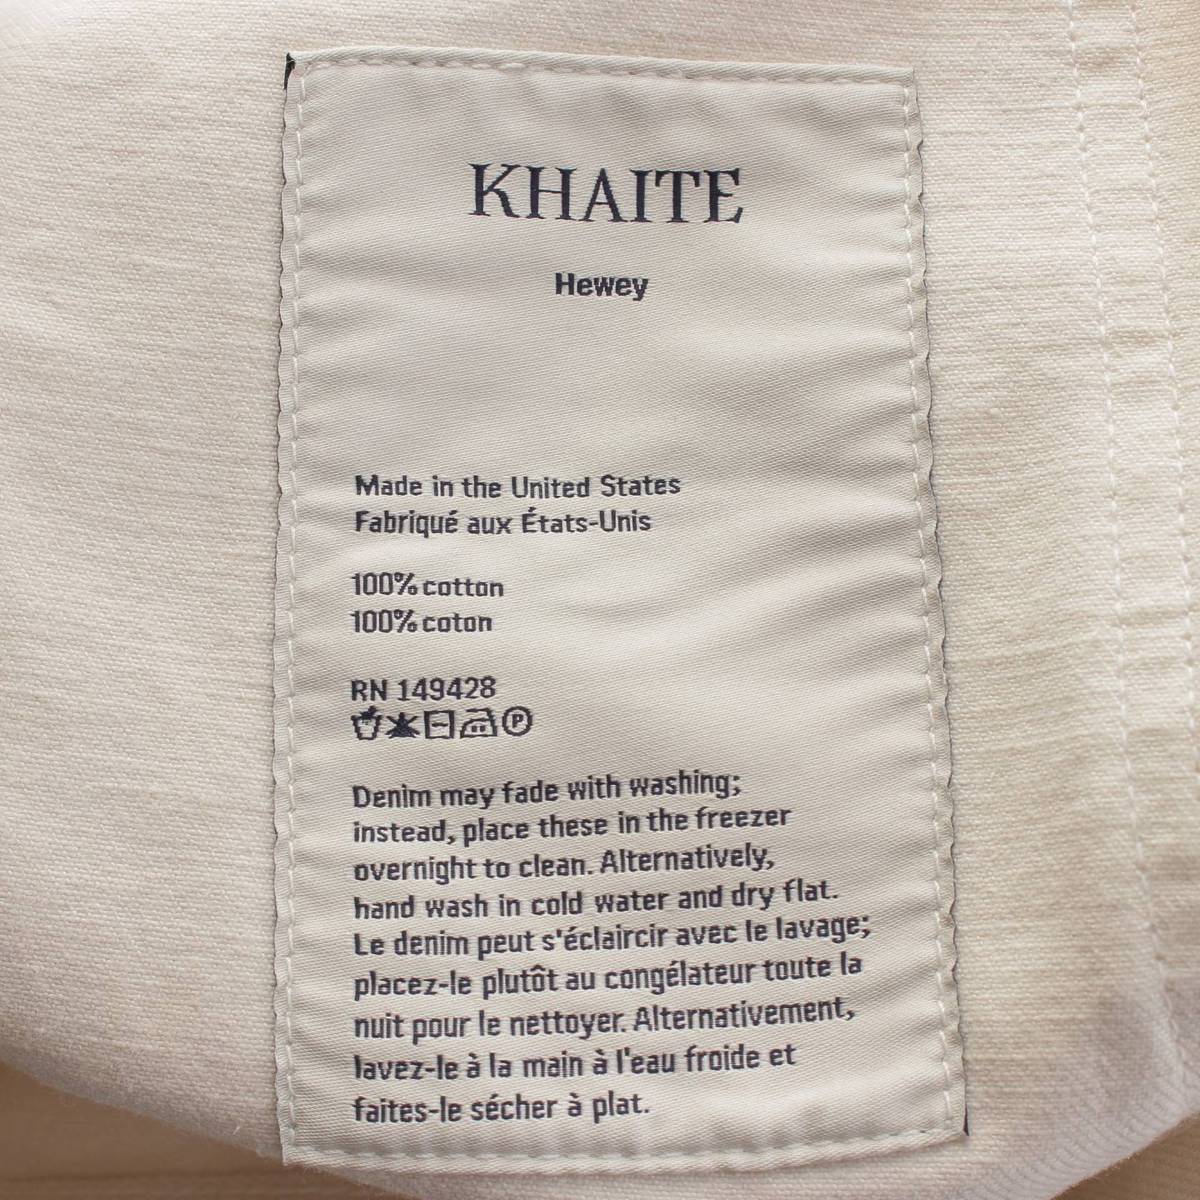 KHAITE
Hewey
Made in the United States
Fabriqué aux États-Unis
100% cotton
100% coton
RN 149428
P
Denim may fade with washing;
instead, place these in the freezer
overnight to clean. Alternatively,
hand wash in cold water and dry flat.
Le denim peut s'éclaircir avec le lavage;
placez-le plutôt au congélateur toute la
nuit pour le nettoyer. Alternativement,
lavez-le à la main à l'eau froide et
faites-le sécher à plat.